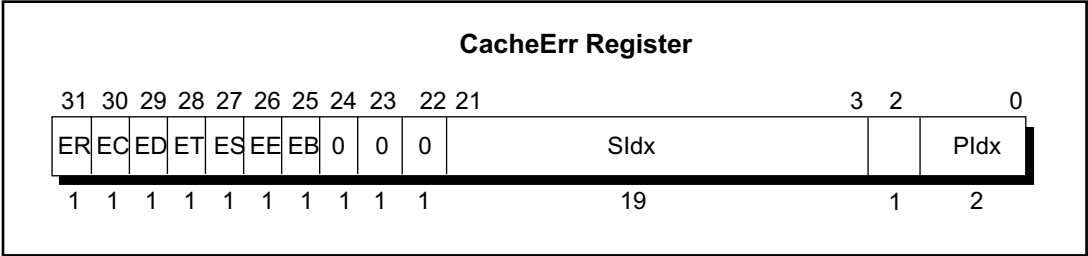 CacheErr Register
31 30 29 28 27 26 25 24 23 22 21 3 2 0
ER EC ED ET ES EE EB 0 0 0 SIdx PIdx
1 1 1 1 1 1 1 1 1 1 19 1 2